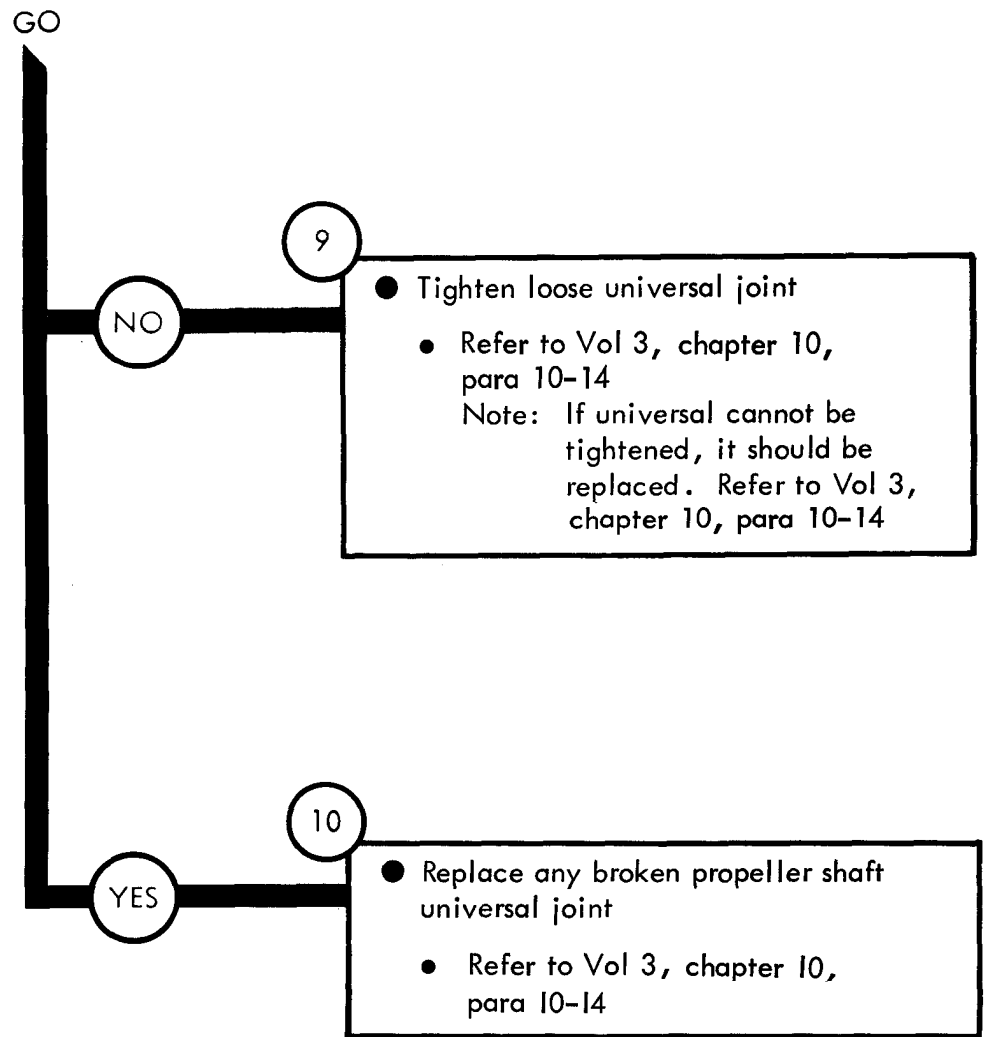 GO
9
● Tighten loose universal joint
NO
● Refer to Vol 3, chapter 10,
para 10-14
Note: If universal cannot be
tightened, it should be
replaced. Refer to Vol 3,
chapter 10, para 10-14
10
● Replace any broken propeller shaft
universal joint
YES
● Refer to Vol 3, chapter 10,
para 10-14